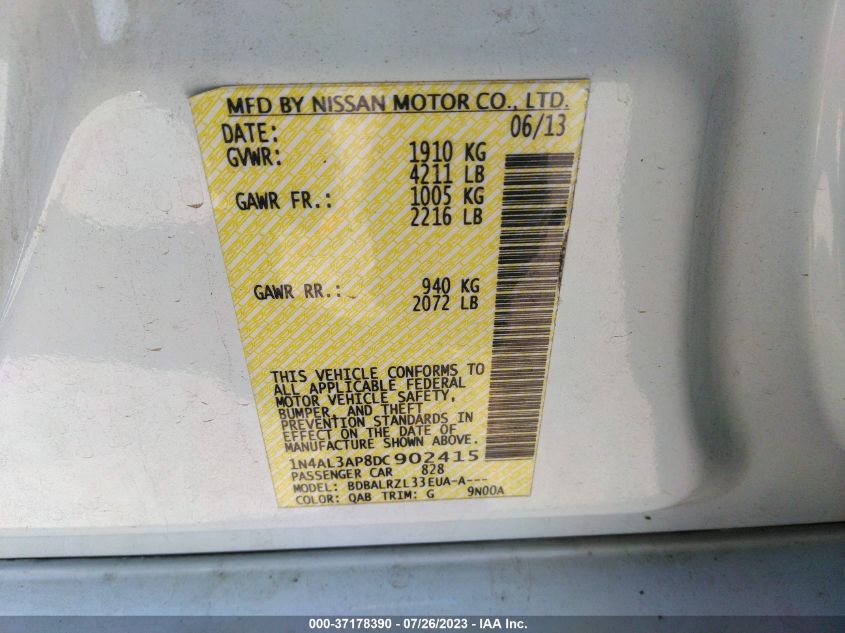 MFD BY NISSAN MOTOR CO., LTD.
DATE: 06/13
GVWR: 1910 KG
4211 LB
GAWR FR.: 1005 KG
2216 LB
GAWR RR.: 940 KG
2072 LB
THIS VEHICLE CONFORMS TO
ALL APPLICABLE FEDERAL
MOTOR VEHICLE SAFETY,
BUMPER, AND THEFT
PREVENTION STANDARDS IN
EFFECT ON THE DATE OF
MANUFACTURE SHOWN ABOVE.
1N4AL3AP8DC902415
PASSENGER CAR 828
MODEL: BDBALRZL33EUA-A---
COLOR: QAB TRIM: G 9N00A
000-37178390 - 07/26/2023 - IAA Inc.